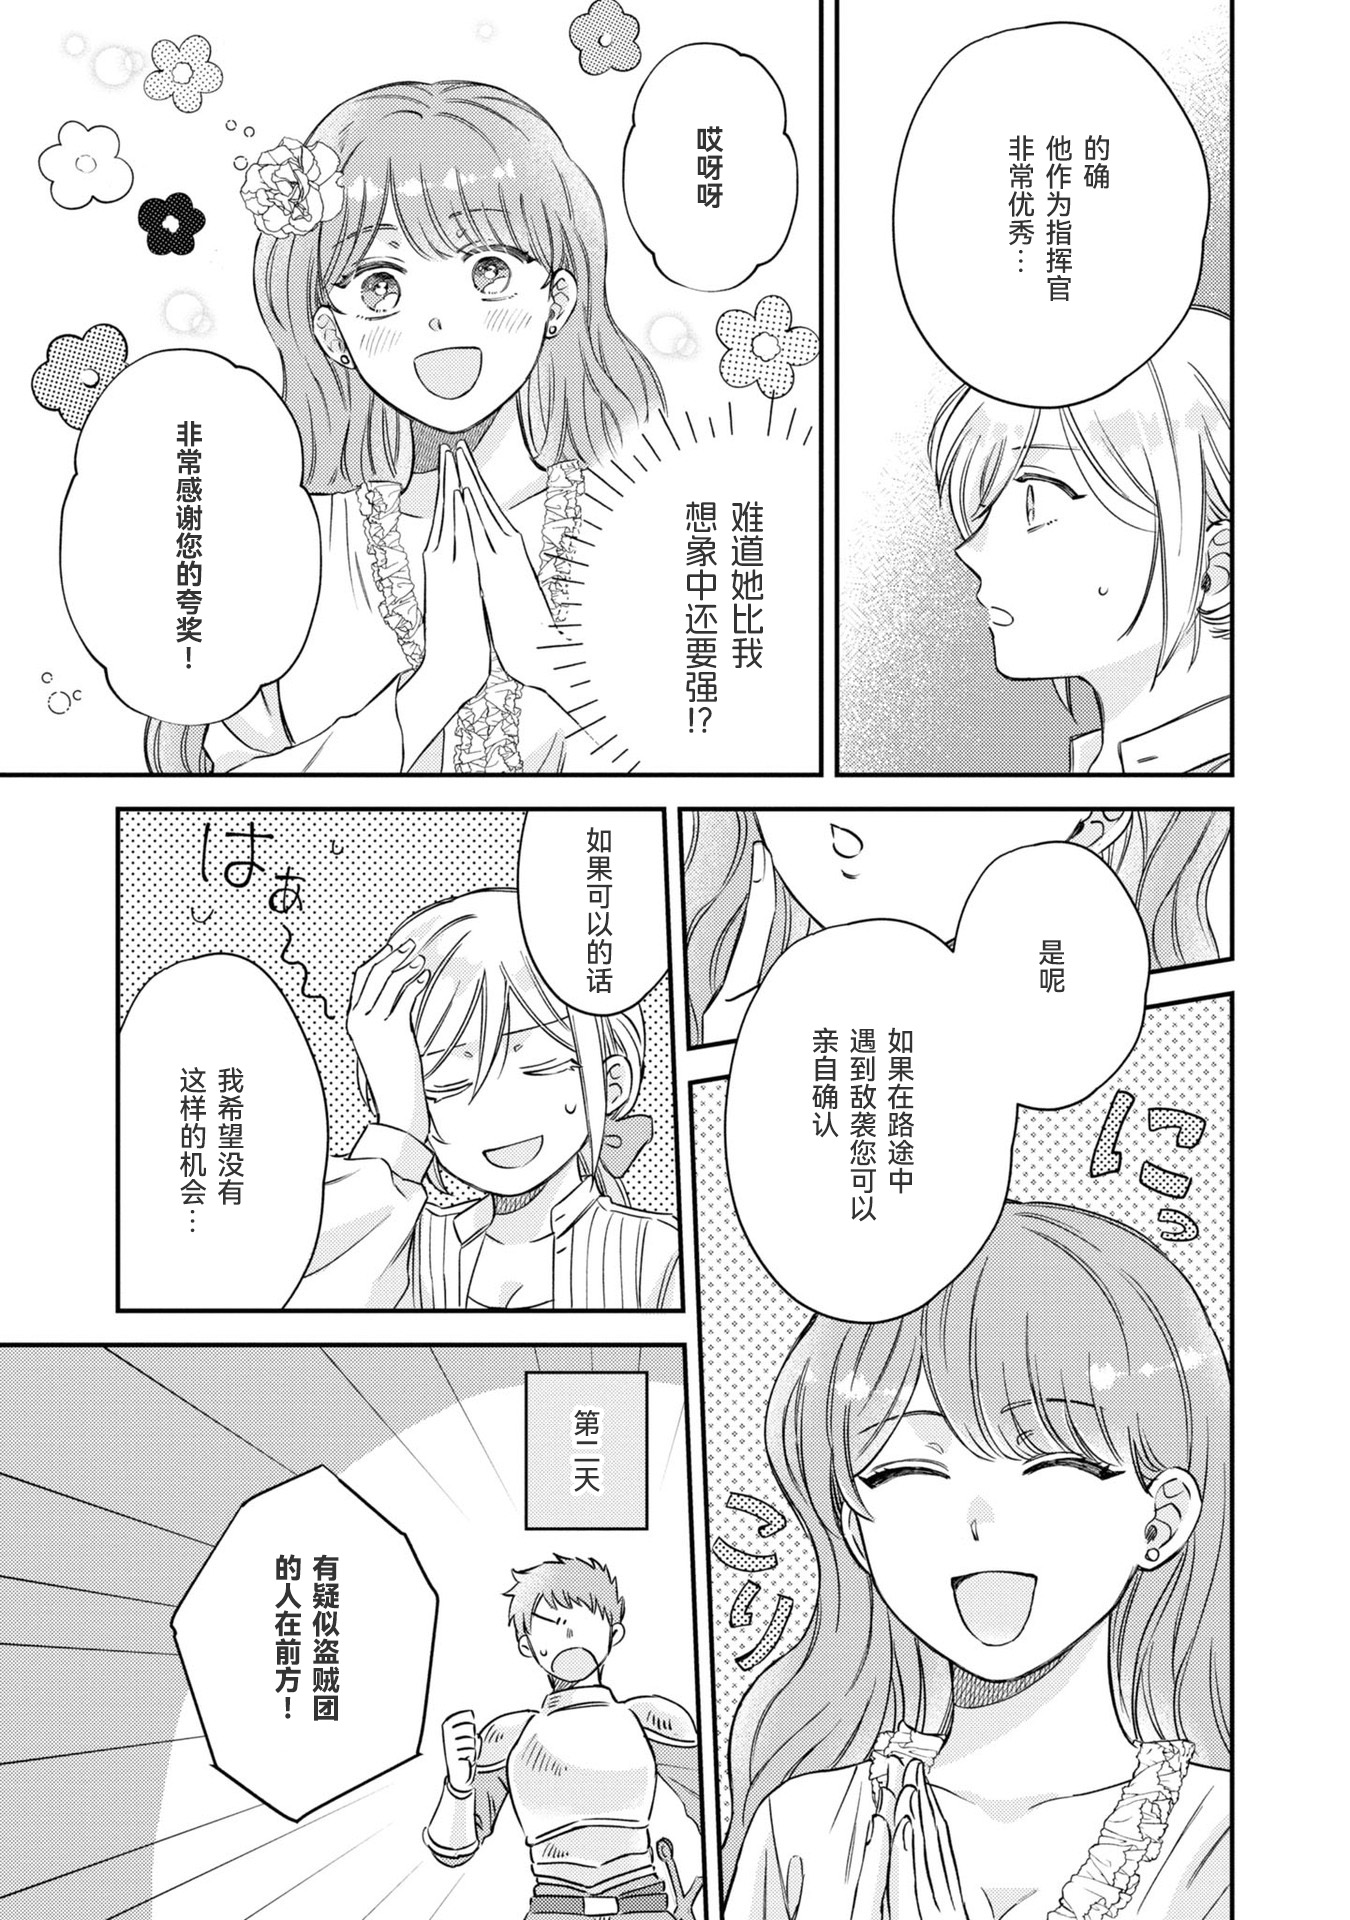 的确
他作为指挥官
非常优秀…
哎呀呀
难道她比我
想象中还要强!?
非常感谢您的夸奖！
是呢
如果在路途中
遇到敌袭您可以
亲自确认
にこっ
にこり
如果可以的话
はぁ〜
我希望没有
这样的机会…
第二天
有疑似盗贼团
的人在前方！